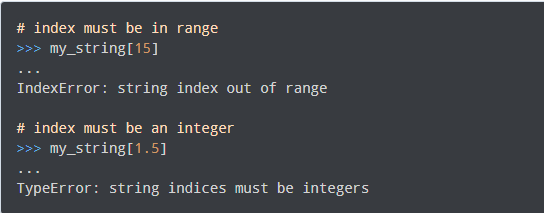 # index must be in range
>>> my_string[15]
...
IndexError: string index out of range
# index must be an integer
>>> my_string[1.5]
...
TypeError: string indices must be integers